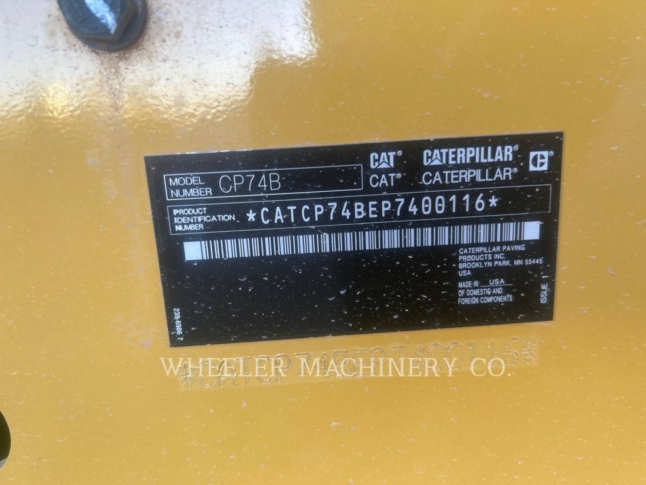 CAT® CATERPILLAR® C
CAT® CATERPILLAR®
MODEL NUMBER CP74B
PRODUCT IDENTIFICATION NUMBER *CATCP74BEP7400116*
CATERPILLAR PAVING
PRODUCTS INC.
BROOKLYN PARK, MN 55445
USA
MADE IN USA
OF DOMESTIC AND
FOREIGN COMPONENTS
ISSUE 1
WHEELER MACHINERY CO.
*CATCP74BEP7400116*